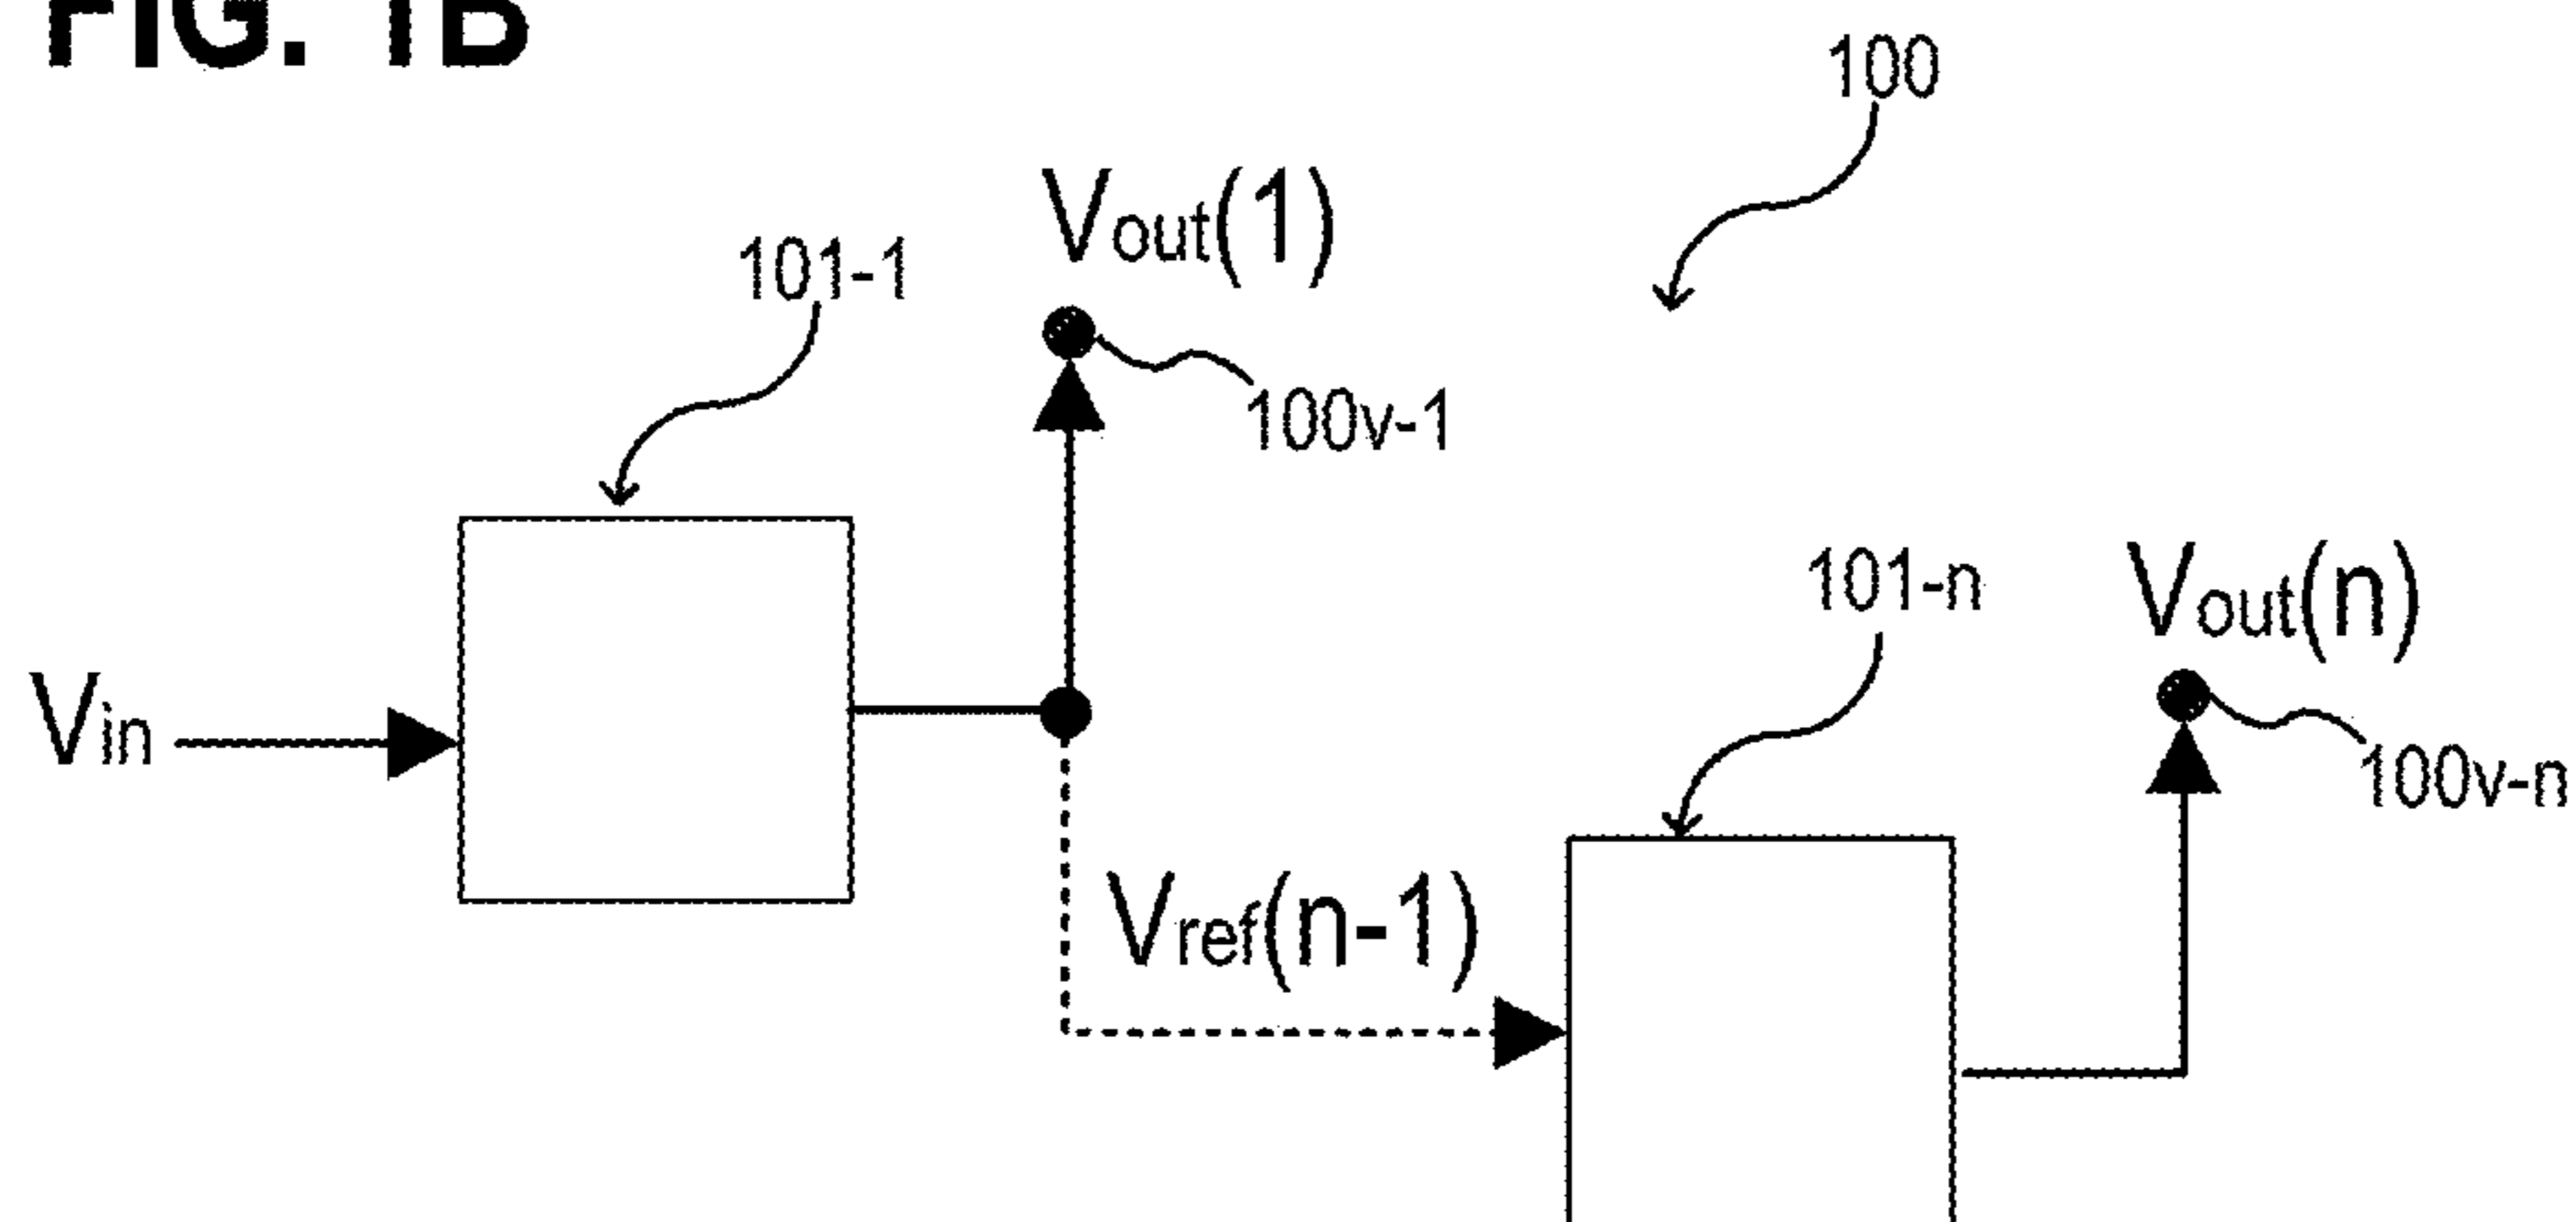 FIG. 1B
100
Vout(1)
101-1
100v-1
Vin
101-n
Vout(n)
100v-n
Vref(n-1)